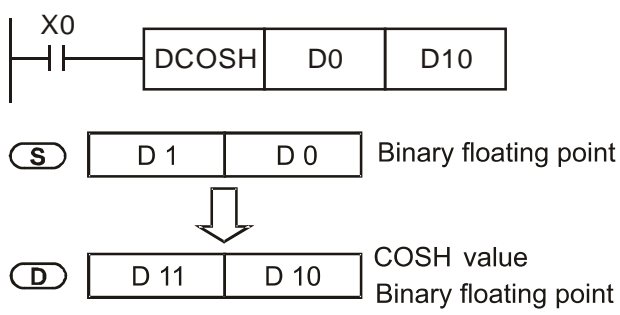 X0
DCOSH D0 D10
S D 1 D 0 Binary floating point
D D 11 D 10 COSH value
Binary floating point